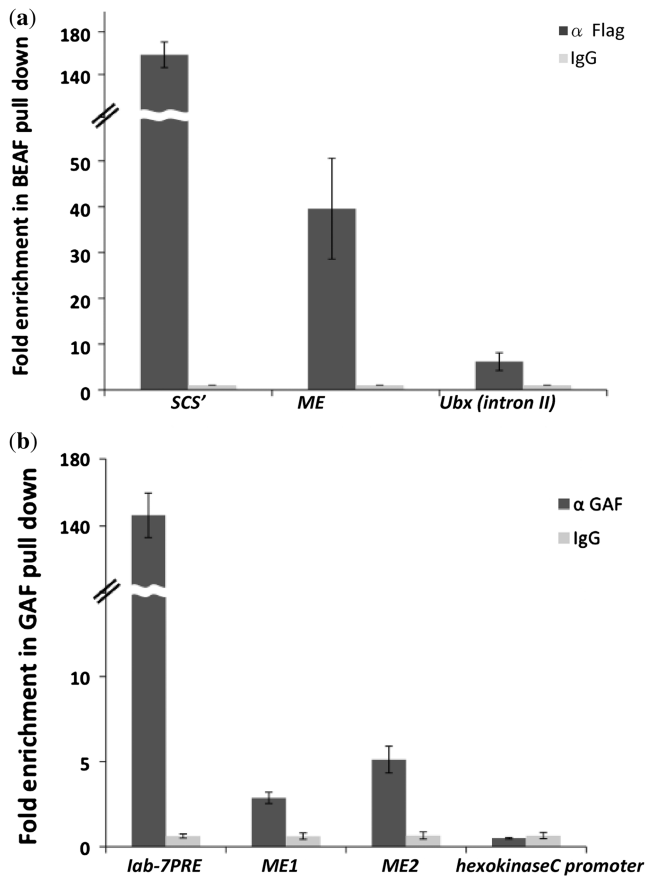 (a)
Fold enrichment in BEAF pull down
180
140
50
40
30
20
10
0
α Flag
IgG
SCS’ ME Ubx (intron II)
(b)
Fold enrichment in GAF pull down
180
140
10
5
0
α GAF
IgG
Iab-7PRE ME1 ME2 hexokinaseC promoter